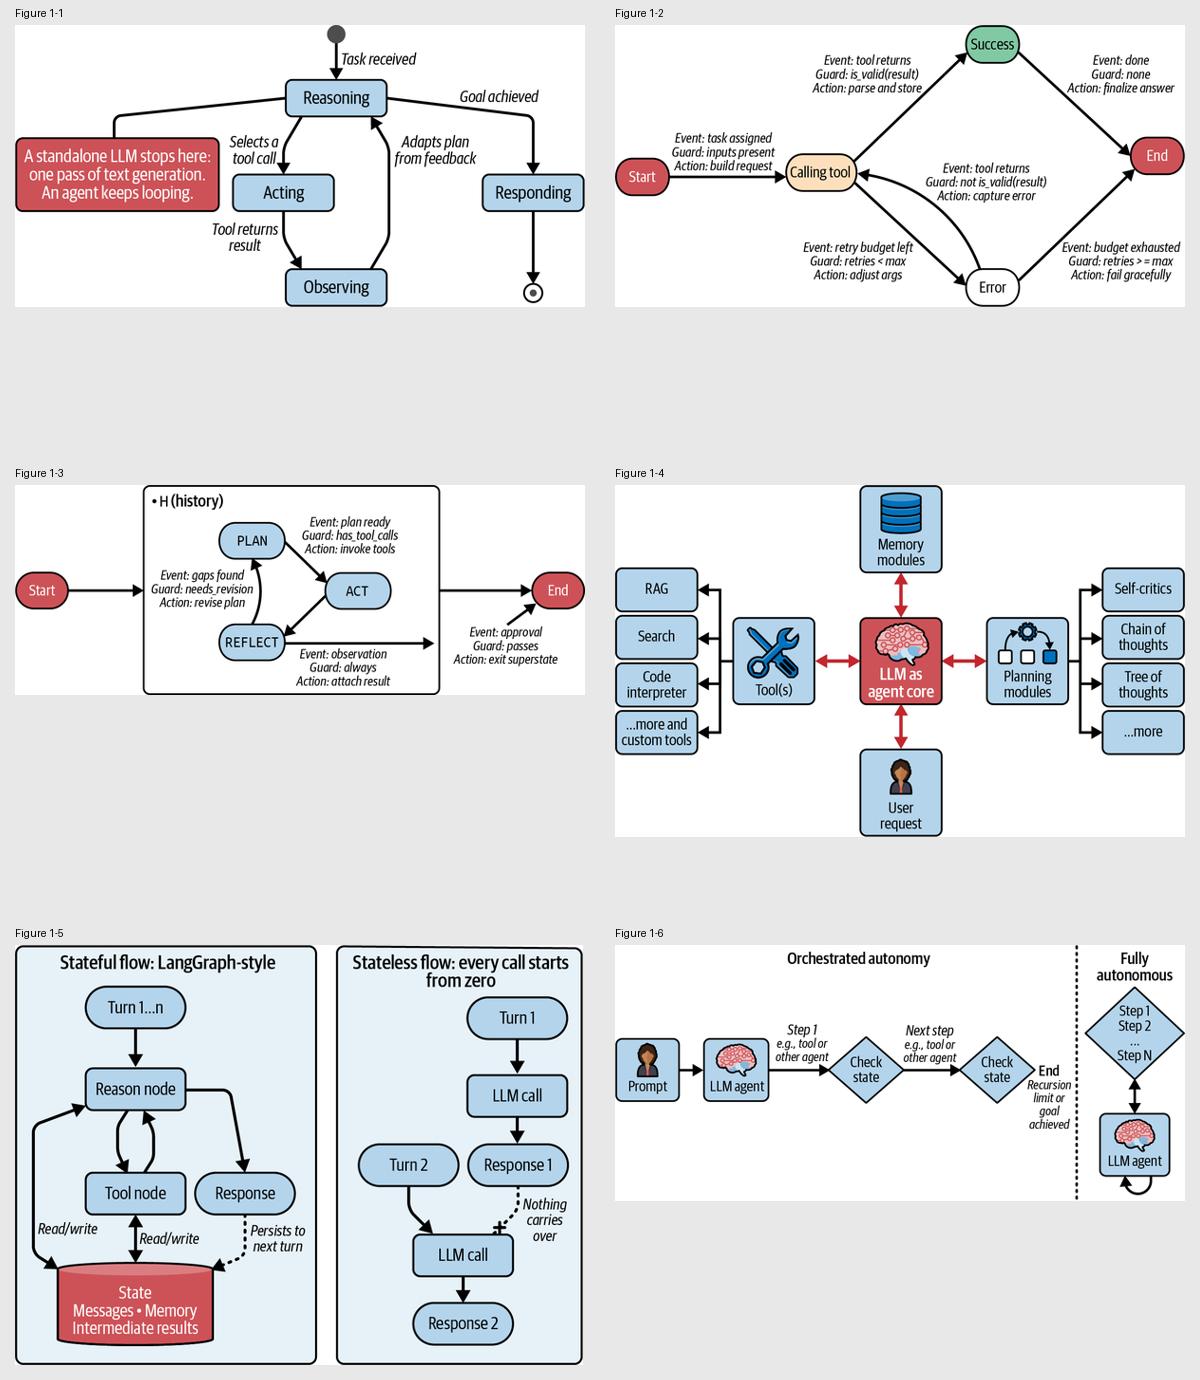 Figure 1-1
Task received
Reasoning
Goal achieved
A standalone LLM stops here:
one pass of text generation.
An agent keeps looping.
Selects a
tool call
Adapts plan
from feedback
Acting
Responding
Tool returns
result
Observing
Figure 1-2
Success
Event: tool returns
Guard: is_valid(result)
Action: parse and store
Event: done
Guard: none
Action: finalize answer
Event: task assigned
Guard: inputs present
Action: build request
Start
Calling tool
End
Event: tool returns
Guard: not is_valid(result)
Action: capture error
Event: retry budget left
Guard: retries < max
Action: adjust args
Event: budget exhausted
Guard: retries > = max
Action: fail gracefully
Error
Figure 1-3
• H (history)
PLAN
Event: plan ready
Guard: has_tool_calls
Action: invoke tools
Start
Event: gaps found
Guard: needs_revision
Action: revise plan
ACT
End
REFLECT
Event: observation
Guard: always
Action: attach result
Event: approval
Guard: passes
Action: exit superstate
Figure 1-4
Memory
modules
RAG
Search
Code
interpreter
...more and
custom tools
Tool(s)
LLM as
agent core
Planning
modules
Self-critics
Chain of
thoughts
Tree of
thoughts
...more
User
request
Figure 1-5
Stateful flow: LangGraph-style
Turn 1...n
Reason node
Tool node
Response
Read/write
Read/write
Persists to
next turn
State
Messages • Memory
Intermediate results
Stateless flow: every call starts
from zero
Turn 1
LLM call
Turn 2
Response 1
Nothing
carries
over
LLM call
Response 2
Figure 1-6
Orchestrated autonomy
Prompt
LLM agent
Step 1
e.g., tool or
other agent
Check
state
Next step
e.g., tool or
other agent
Check
state
End
Recursion
limit or
goal
achieved
Fully
autonomous
Step 1
Step 2
...
Step N
LLM agent